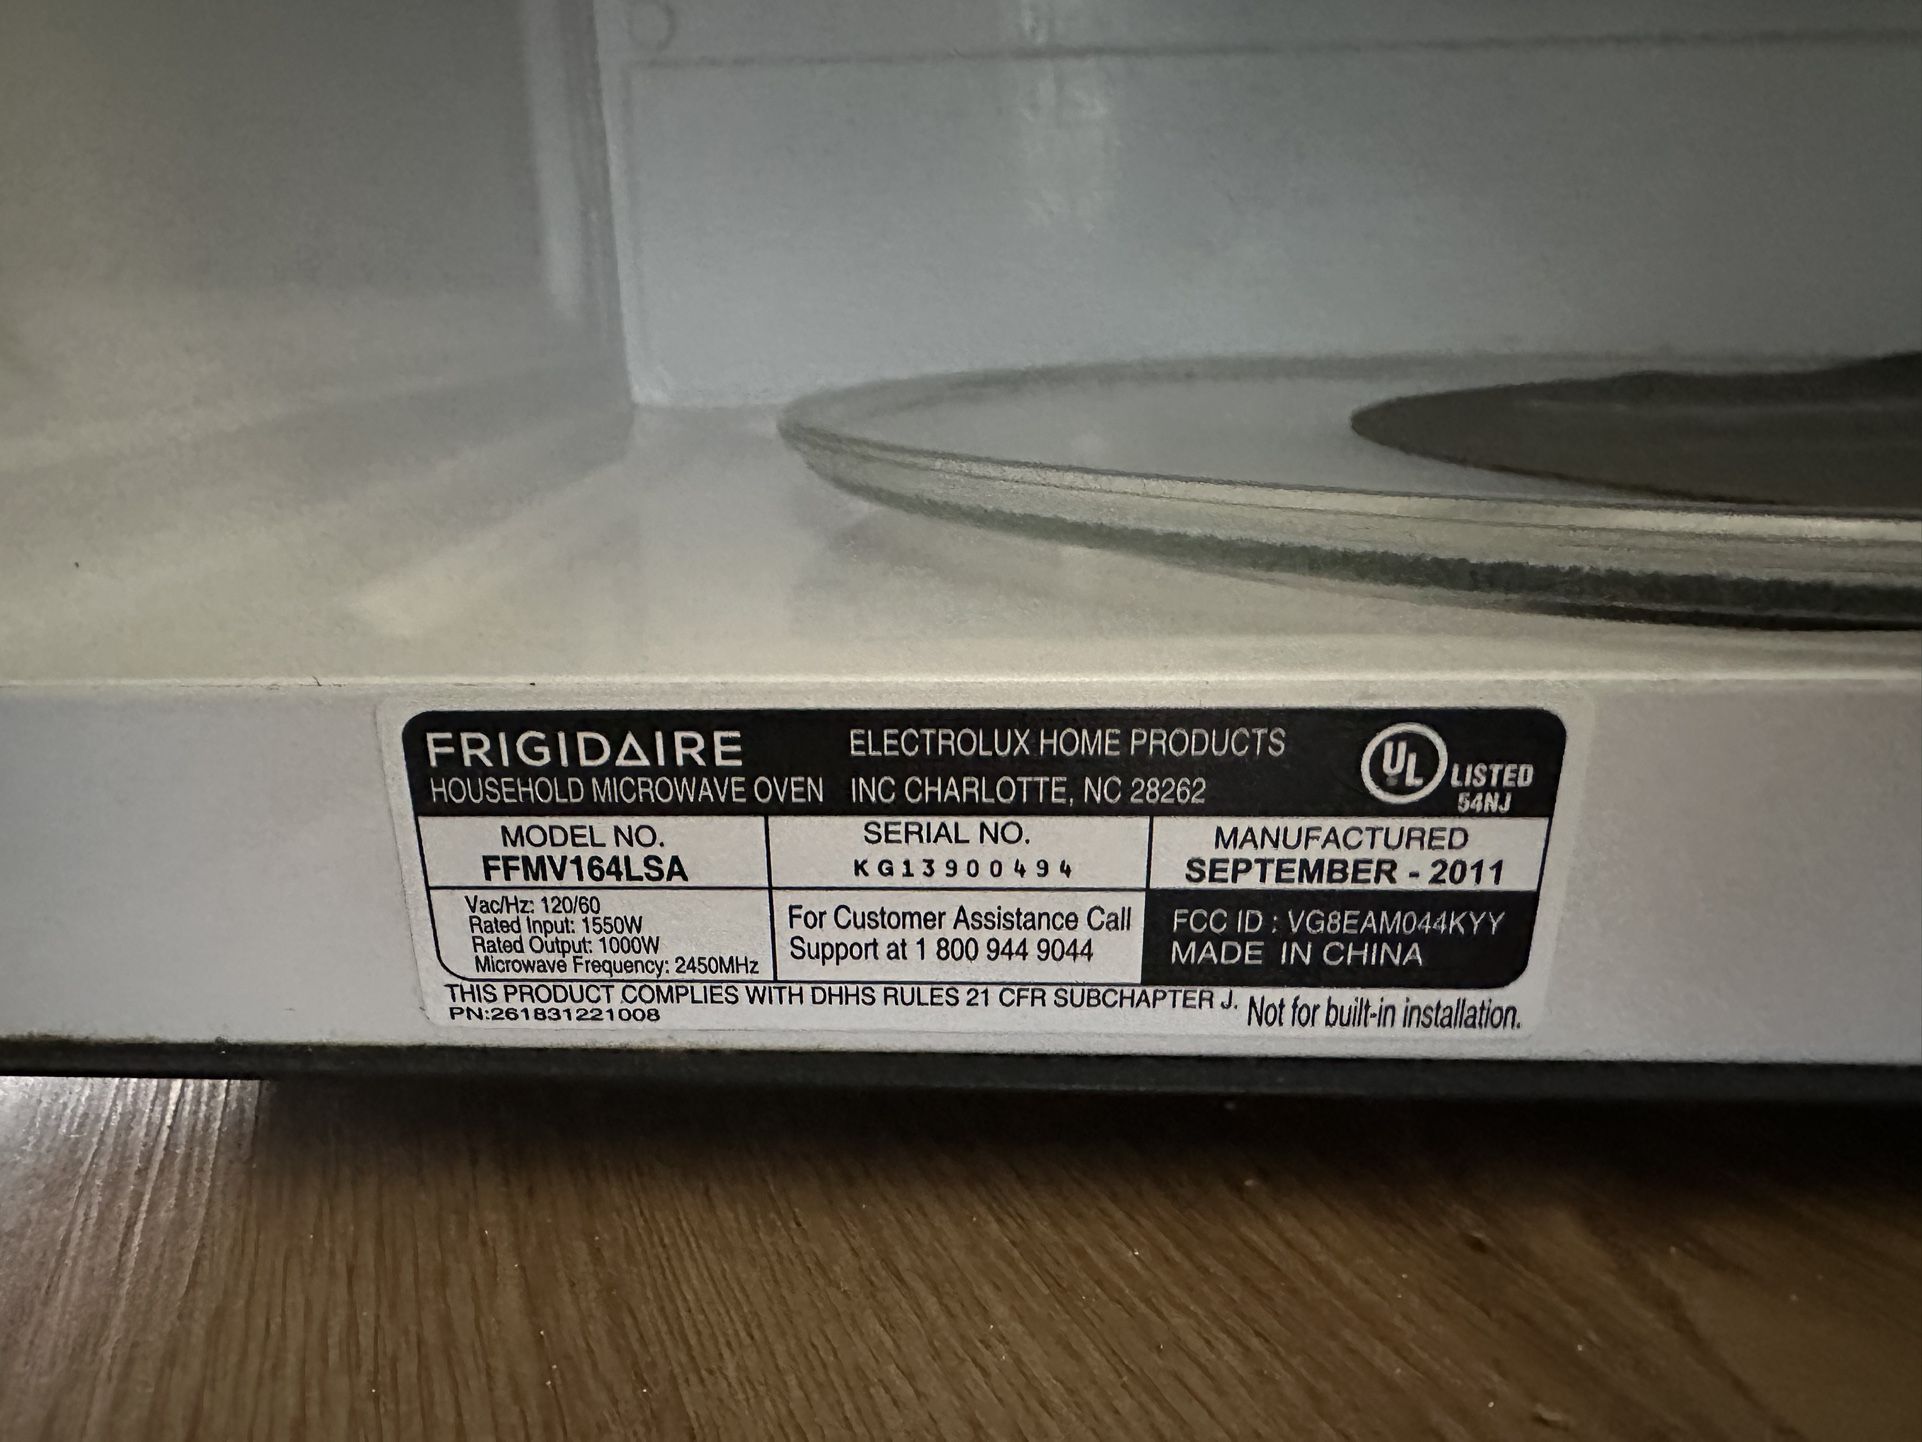 FRIGIDAIRE
HOUSEHOLD MICROWAVE OVEN
ELECTROLUX HOME PRODUCTS
INC CHARLOTTE, NC 28262
UL
LISTED
54NJ
MODEL NO.
FFMV164LSA
SERIAL NO.
KG13900494
MANUFACTURED
SEPTEMBER - 2011
Vac/Hz: 120/60
Rated Input: 1550W
Rated Output: 1000W
Microwave Frequency: 2450MHz
For Customer Assistance Call
Support at 1 800 944 9044
FCC ID : VG8EAM044KYY
MADE IN CHINA
THIS PRODUCT COMPLIES WITH DHHS RULES 21 CFR SUBCHAPTER J.
PN:261831221008
Not for built-in installation.